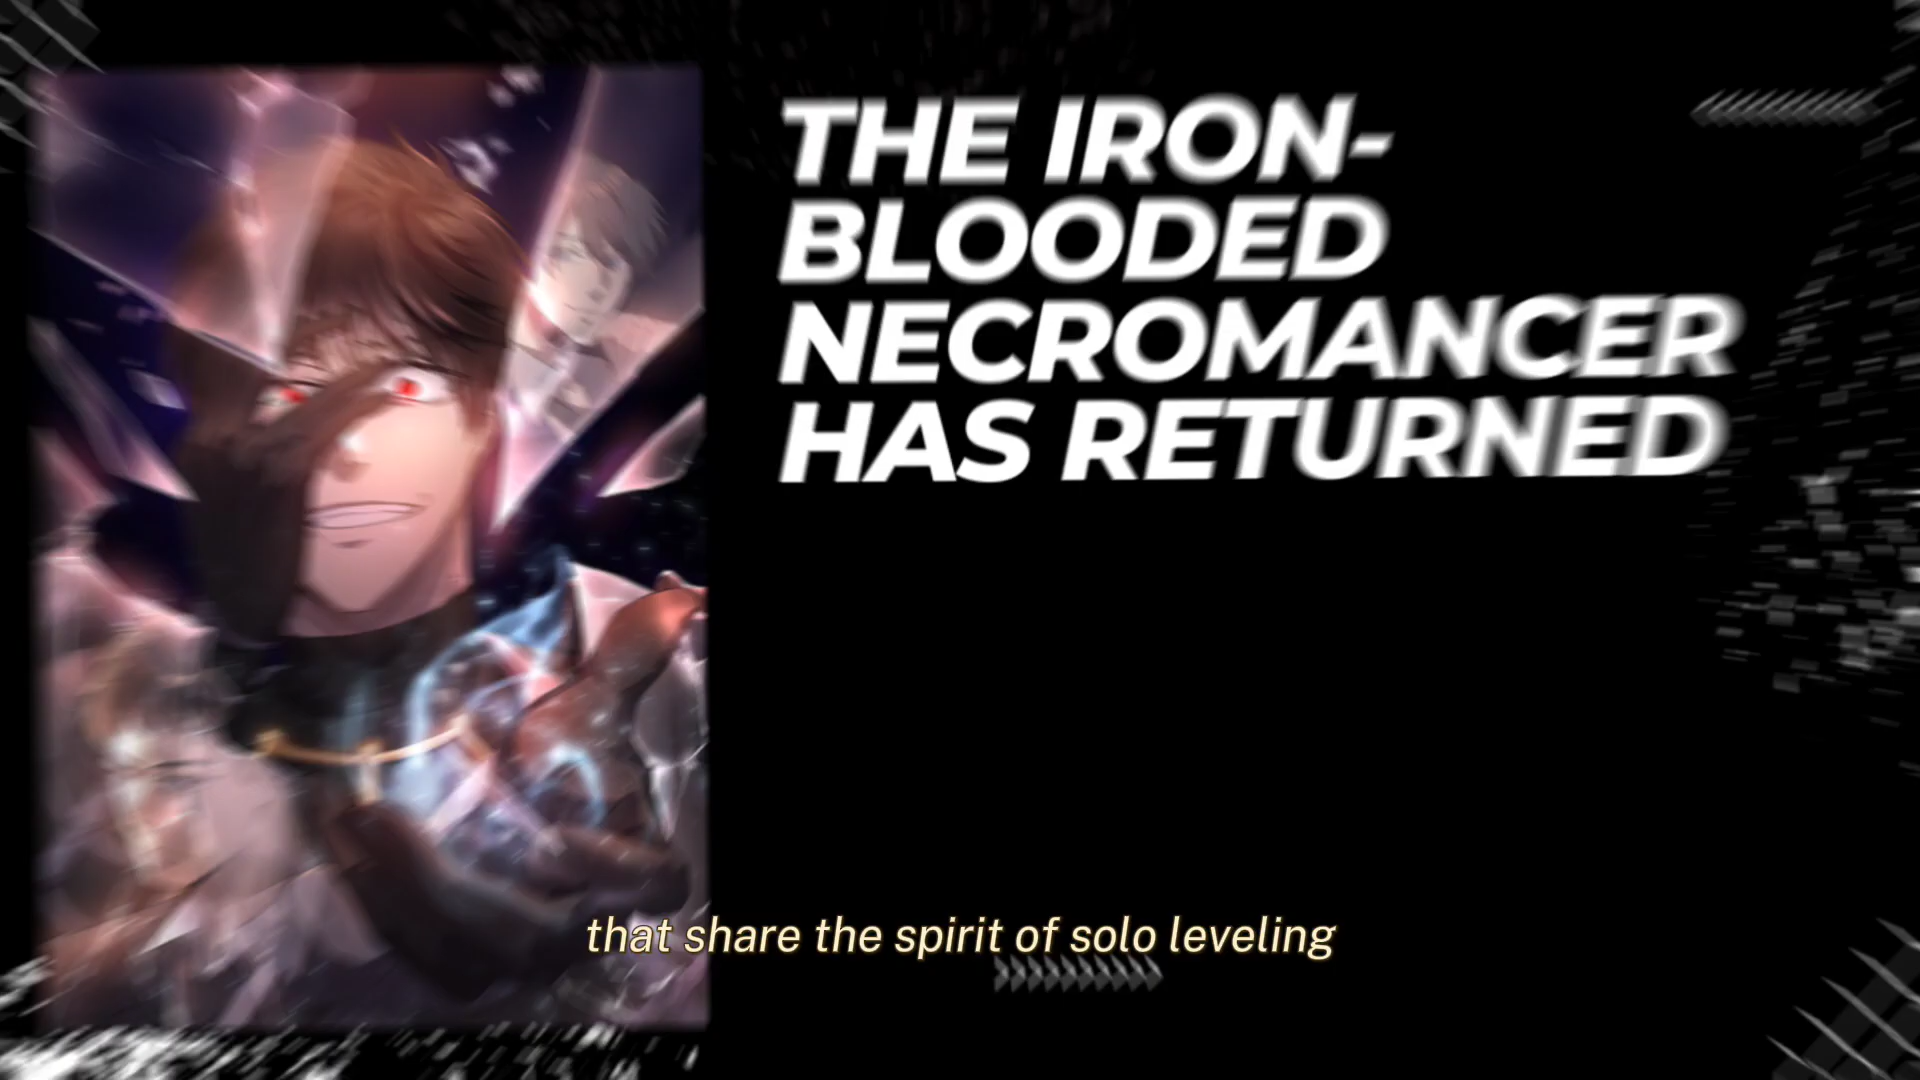 THE IRON-
BLOODED
NECROMANCER
HAS RETURNED
that share the spirit of solo leveling